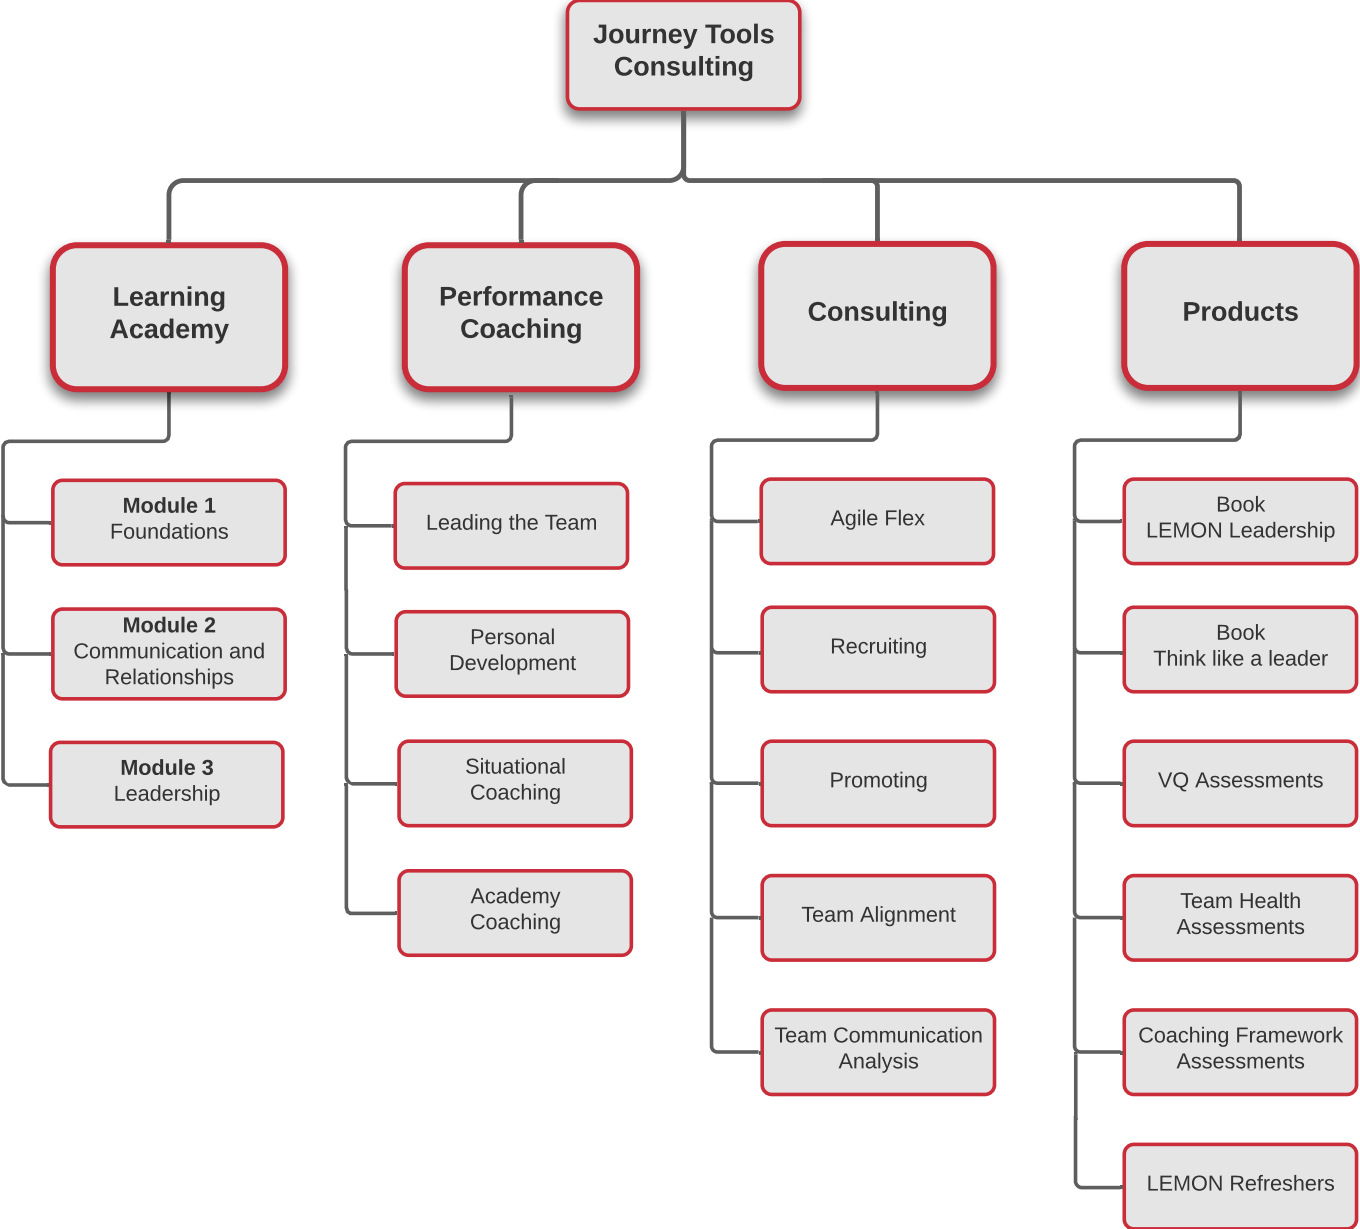 Journey Tools
Consulting
Learning
Academy
Performance
Coaching
Consulting
Products
Module 1
Foundations
Module 2
Communication and
Relationships
Module 3
Leadership
Leading the Team
Personal
Development
Situational
Coaching
Academy
Coaching
Agile Flex
Recruiting
Promoting
Team Alignment
Team Communication
Analysis
Book
LEMON Leadership
Book
Think like a leader
VQ Assessments
Team Health
Assessments
Coaching Framework
Assessments
LEMON Refreshers